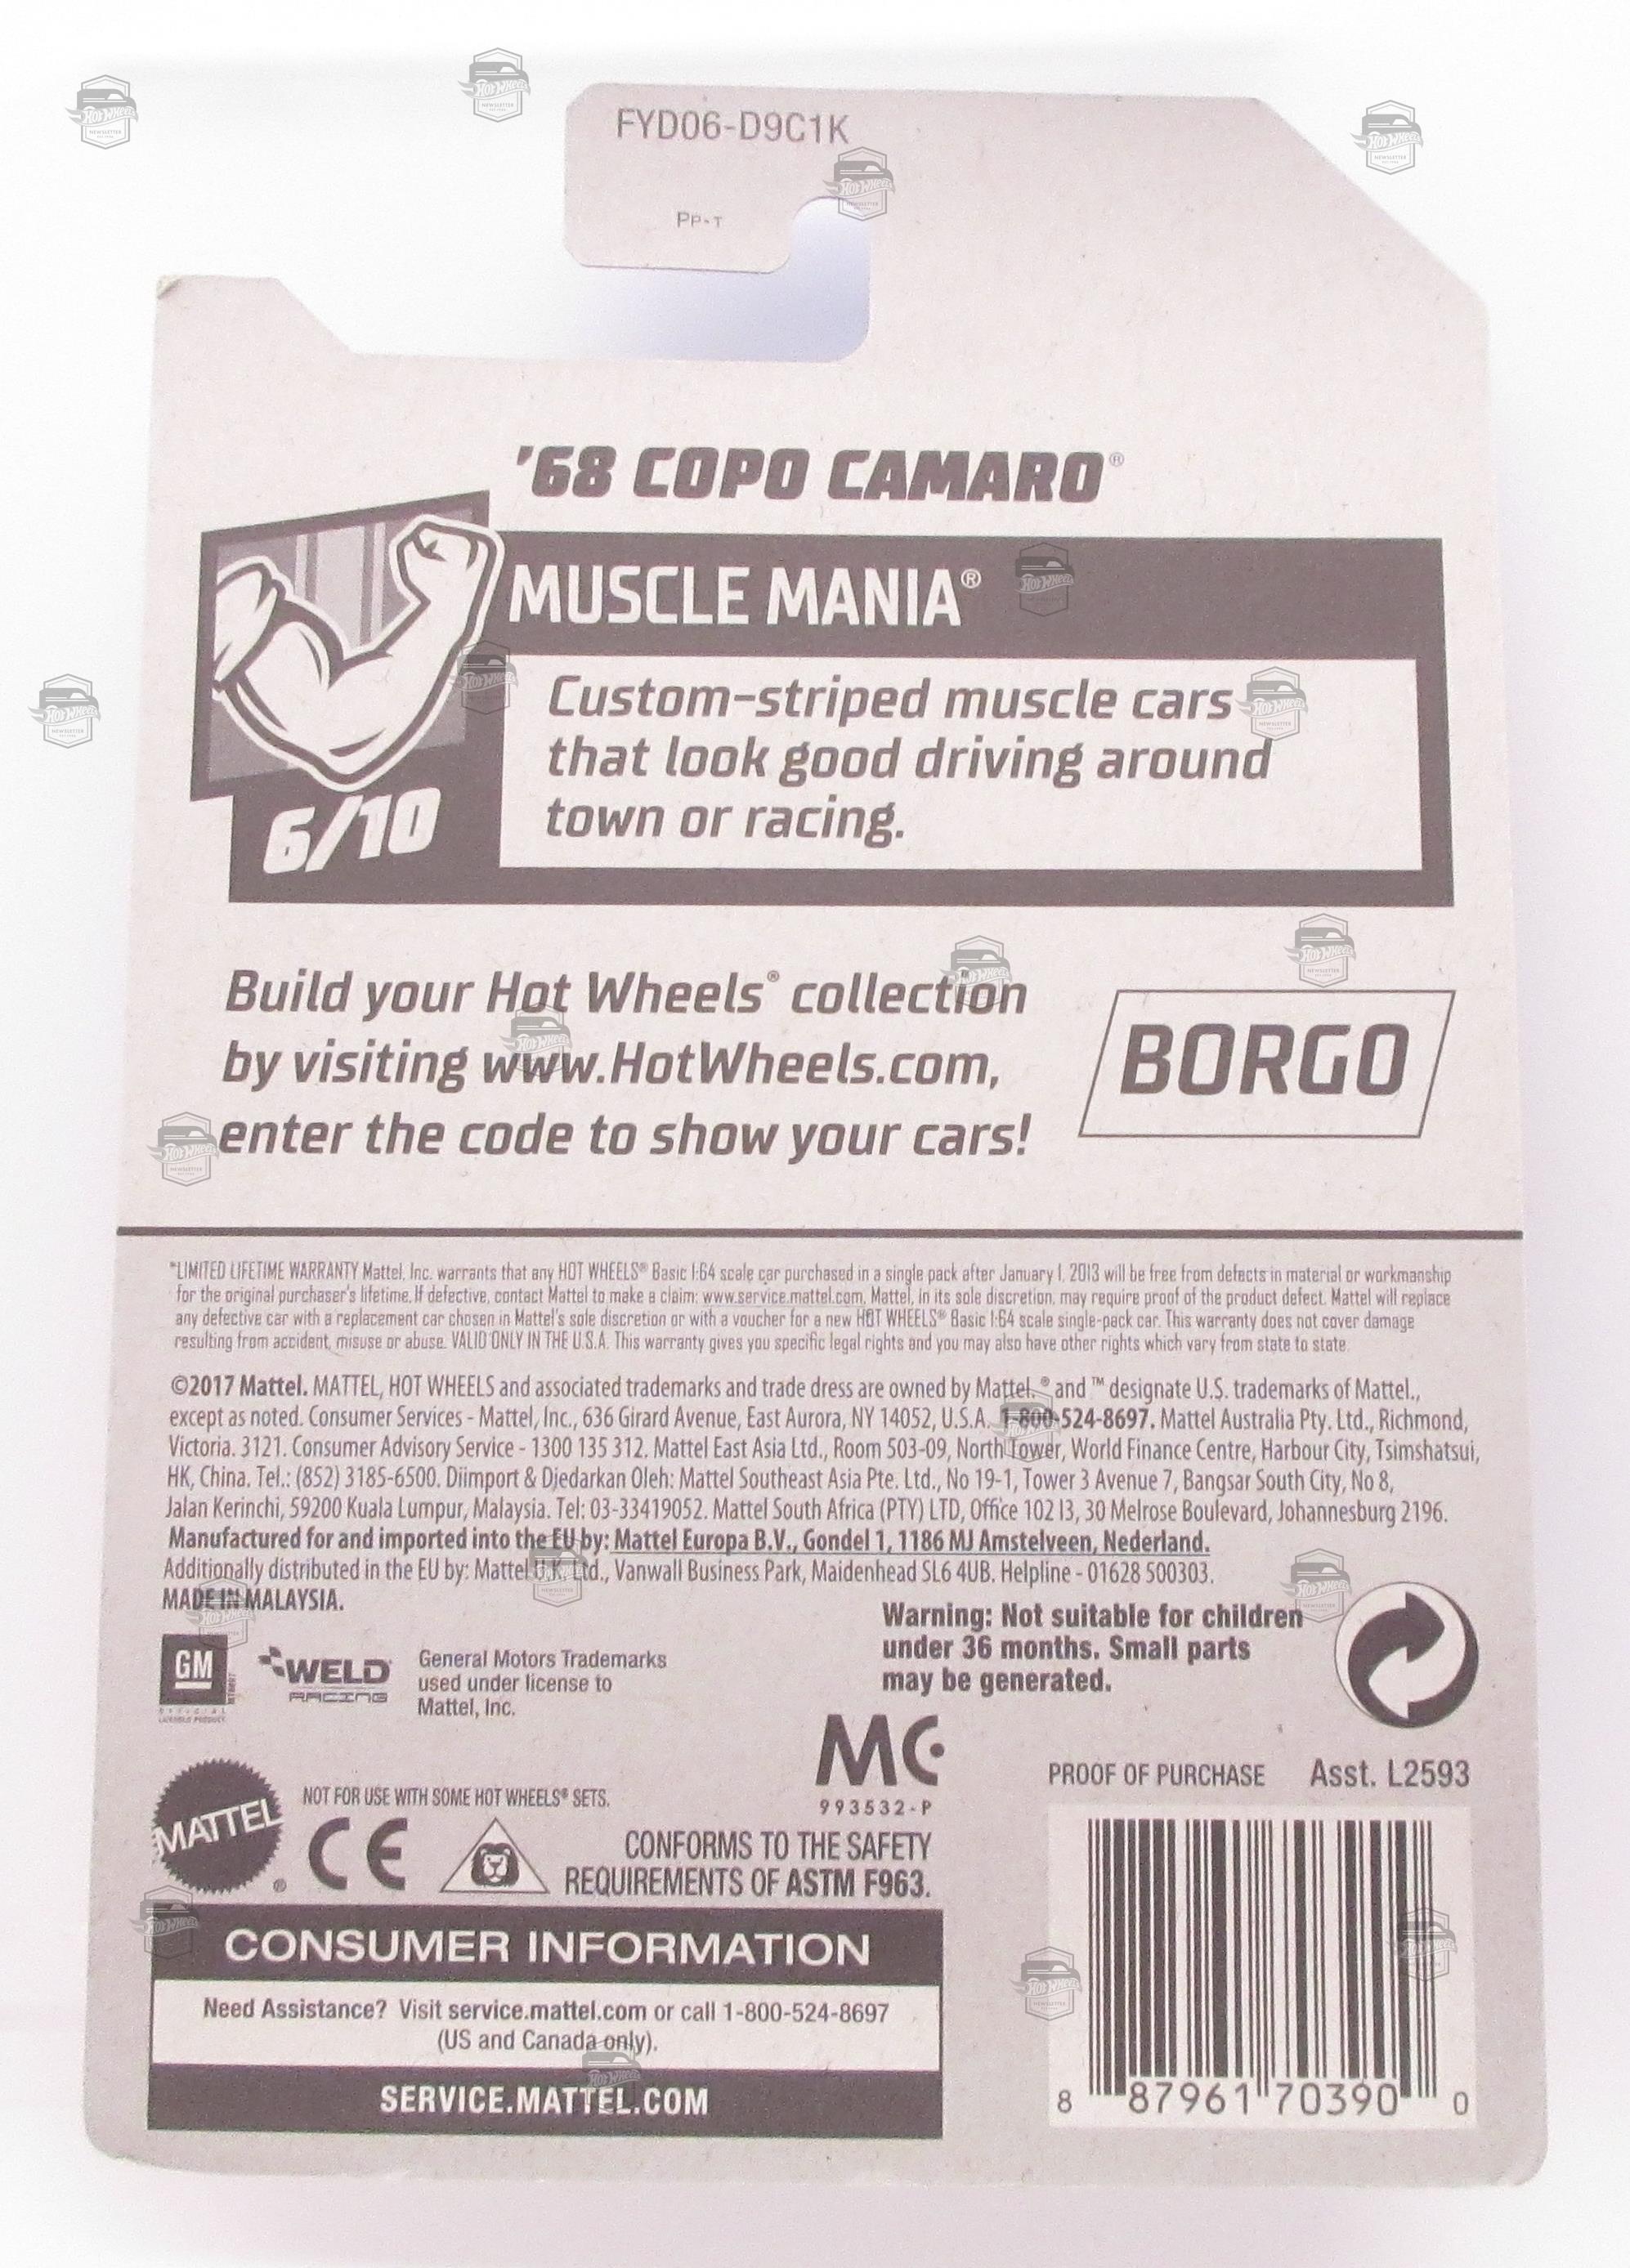 FYD06-D9C1K
PP-T
'68 COPO CAMARO®
MUSCLE MANIA®
Custom-striped muscle cars
that look good driving around
town or racing.
6/10
Build your Hot Wheels® collection
by visiting www.HotWheels.com,
enter the code to show your cars!
BORGO
*LIMITED LIFETIME WARRANTY Mattel, Inc. warrants that any HOT WHEELS® Basic 1:64 scale car purchased in a single pack after January 1, 2013 will be free from defects in material or workmanship
for the original purchaser's lifetime. If defective, contact Mattel to make a claim: www.service.mattel.com. Mattel, in its sole discretion, may require proof of the product defect. Mattel will replace
any defective car with a replacement car chosen in Mattel's sole discretion or with a voucher for a new HOT WHEELS® Basic 1:64 scale single-pack car. This warranty does not cover damage
resulting from accident, misuse or abuse. VALID ONLY IN THE U.S.A. This warranty gives you specific legal rights and you may also have other rights which vary from state to state.
©2017 Mattel. MATTEL, HOT WHEELS and associated trademarks and trade dress are owned by Mattel. ® and ™ designate U.S. trademarks of Mattel.,
except as noted. Consumer Services - Mattel, Inc., 636 Girard Avenue, East Aurora, NY 14052, U.S.A. 1-800-524-8697. Mattel Australia Pty. Ltd., Richmond,
Victoria. 3121. Consumer Advisory Service - 1300 135 312. Mattel East Asia Ltd., Room 503-09, North Tower, World Finance Centre, Harbour City, Tsimshatsui,
HK, China. Tel.: (852) 3185-6500. Diimport & Diedarkan Oleh: Mattel Southeast Asia Pte. Ltd., No 19-1, Tower 3 Avenue 7, Bangsar South City, No 8,
Jalan Kerinchi, 59200 Kuala Lumpur, Malaysia. Tel: 03-33419052. Mattel South Africa (PTY) LTD, Office 102 I3, 30 Melrose Boulevard, Johannesburg 2196.
Manufactured for and imported into the EU by: Mattel Europa B.V., Gondel 1, 1186 MJ Amstelveen, Nederland.
Additionally distributed in the EU by: Mattel U.K. Ltd., Vanwall Business Park, Maidenhead SL6 4UB. Helpline - 01628 500303.
MADE IN MALAYSIA.
Warning: Not suitable for children
under 36 months. Small parts
may be generated.
GM
OFFICIAL
LICENSED PRODUCT
WELD
RACING
General Motors Trademarks
used under license to
Mattel, Inc.
MC
993532-P
PROOF OF PURCHASE Asst. L2593
MATTEL®
NOT FOR USE WITH SOME HOT WHEELS® SETS.
CE
CONFORMS TO THE SAFETY
REQUIREMENTS OF ASTM F963.
CONSUMER INFORMATION
Need Assistance? Visit service.mattel.com or call 1-800-524-8697
(US and Canada only).
SERVICE.MATTEL.COM
8 87961 70390 0